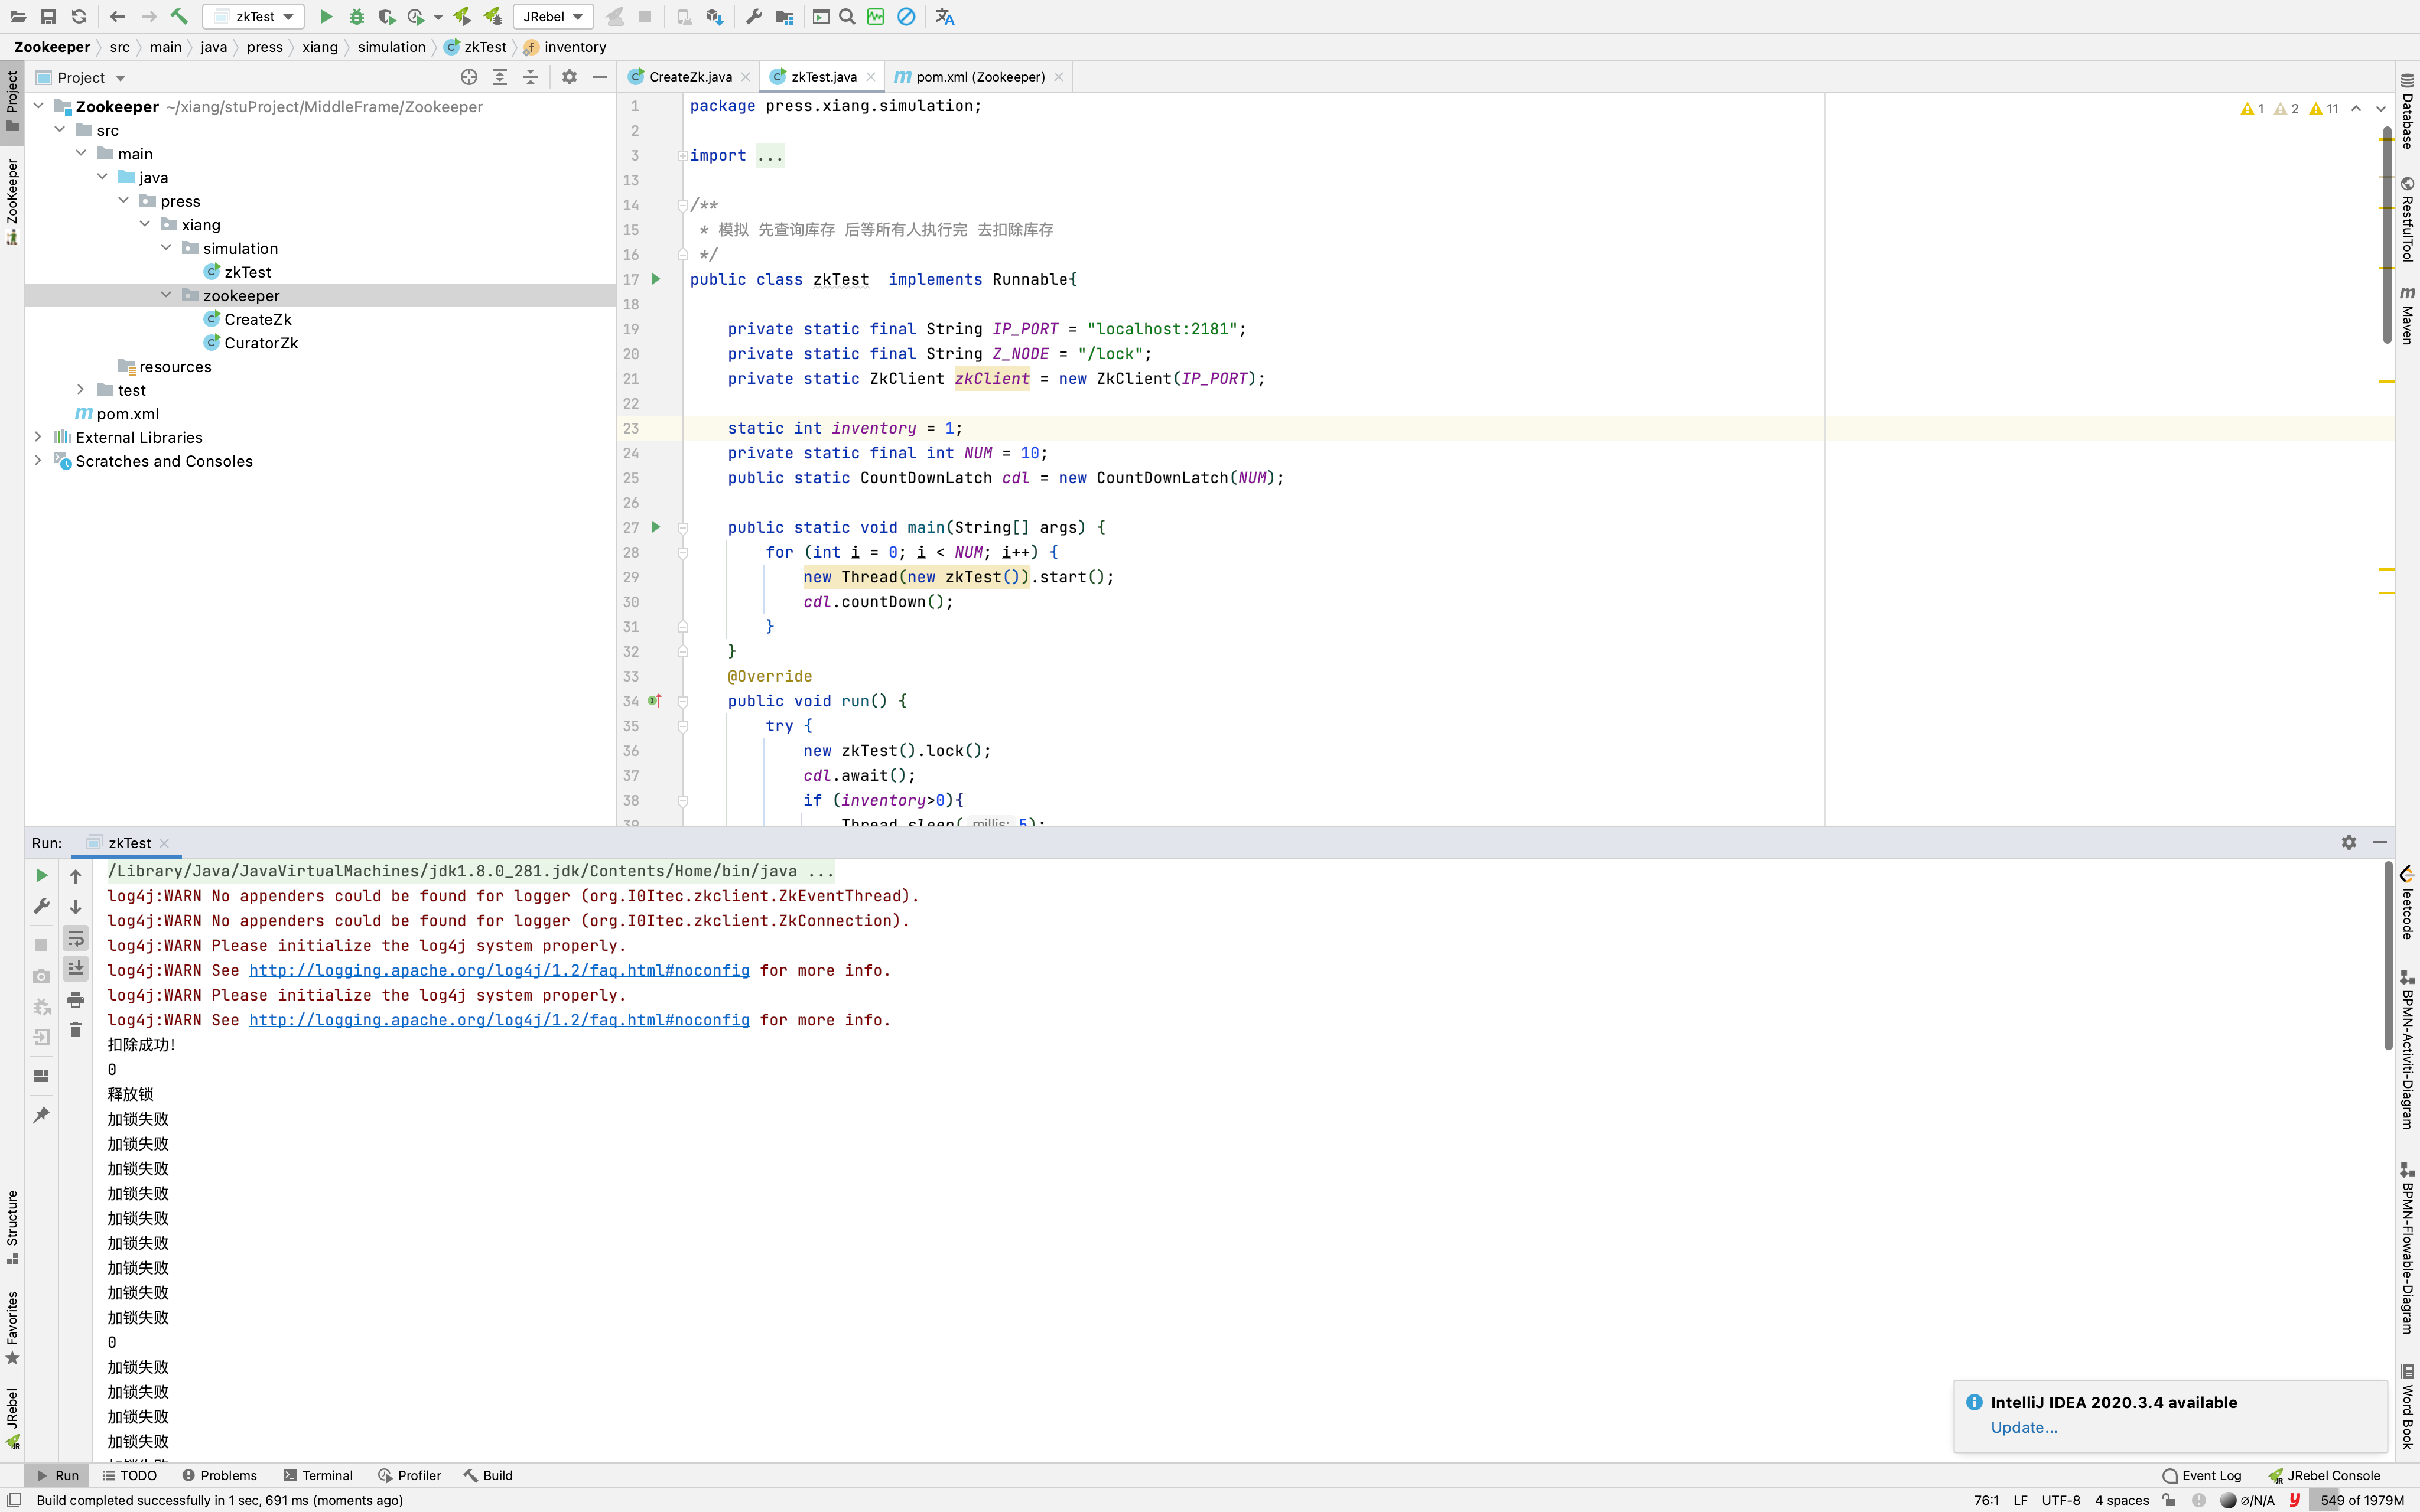 zkTest
JRebel
Zookeeper src main java press xiang simulation zkTest inventory
Project
CreateZk.java
zkTest.java
pom.xml (Zookeeper)
Zookeeper ~/xiang/stuProject/MiddleFrame/Zookeeper
src
main
java
press
xiang
simulation
zkTest
zookeeper
CreateZk
CuratorZk
resources
test
pom.xml
External Libraries
Scratches and Consoles
1 package press.xiang.simulation;
2
3 import ...
13
14 /**
15 * 模拟 先查询库存 后等所有人执行完 去扣除库存
16 */
17 public class zkTest implements Runnable{
18
19 private static final String IP_PORT = "localhost:2181";
20 private static final String Z_NODE = "/lock";
21 private static ZkClient zkClient = new ZkClient(IP_PORT);
22
23 static int inventory = 1;
24 private static final int NUM = 10;
25 public static CountDownLatch cdl = new CountDownLatch(NUM);
26
27 public static void main(String[] args) {
28 for (int i = 0; i < NUM; i++) {
29 new Thread(new zkTest()).start();
30 cdl.countDown();
31 }
32 }
33 @Override
34 public void run() {
35 try {
36 new zkTest().lock();
37 cdl.await();
38 if (inventory>0){
39 Thread.sleep( millis: 5);
1 2 11
Project
ZooKeeper
Structure
Favorites
JRebel
Database
RestfulTool
Maven
leetcode
BPMN-Activiti-Diagram
BPMN-Flowable-Diagram
Word Book
Run: zkTest
/Library/Java/JavaVirtualMachines/jdk1.8.0_281.jdk/Contents/Home/bin/java ...
log4j:WARN No appenders could be found for logger (org.I0Itec.zkclient.ZkEventThread).
log4j:WARN No appenders could be found for logger (org.I0Itec.zkclient.ZkConnection).
log4j:WARN Please initialize the log4j system properly.
log4j:WARN See http://logging.apache.org/log4j/1.2/faq.html#noconfig for more info.
log4j:WARN Please initialize the log4j system properly.
log4j:WARN See http://logging.apache.org/log4j/1.2/faq.html#noconfig for more info.
扣除成功!
0
释放锁
加锁失败
加锁失败
加锁失败
加锁失败
加锁失败
加锁失败
加锁失败
加锁失败
加锁失败
0
加锁失败
加锁失败
加锁失败
加锁失败
加锁失败
IntelliJ IDEA 2020.3.4 available
Update...
Run TODO Problems Terminal Profiler Build
Event Log JRebel Console
Build completed successfully in 1 sec, 691 ms (moments ago)
76:1 LF UTF-8 4 spaces ⌀/N/A 549 of 1979M